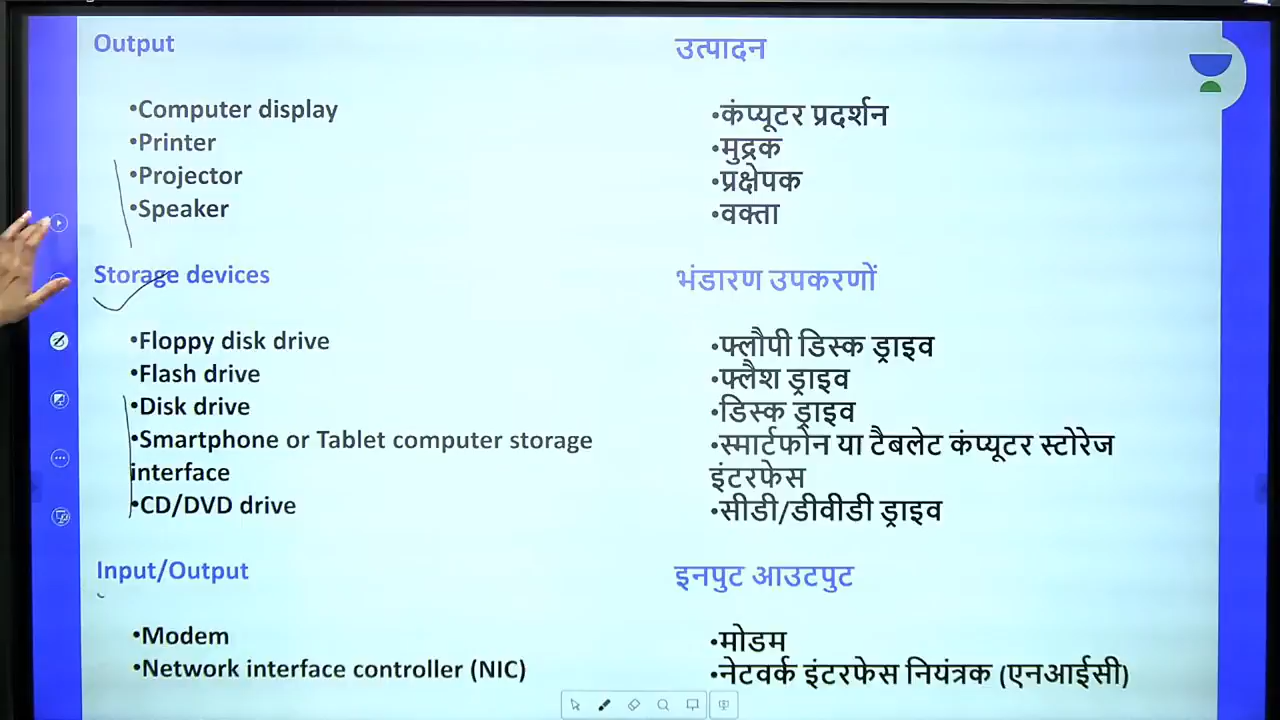 Output
•Computer display
•Printer
•Projector
•Speaker
Storage devices
•Floppy disk drive
•Flash drive
•Disk drive
•Smartphone or Tablet computer storage
interface
•CD/DVD drive
Input/Output
•Modem
•Network interface controller (NIC)
उत्पादन
•कंप्यूटर प्रदर्शन
•मुद्रक
•प्रक्षेपक
•वक्ता
भंडारण उपकरणों
•फ्लौपी डिस्क ड्राइव
•फ्लैश ड्राइव
•डिस्क ड्राइव
•स्मार्टफोन या टैबलेट कंप्यूटर स्टोरेज
इंटरफेस
•सीडी/डीवीडी ड्राइव
इनपुट आउटपुट
•मोडम
•नेटवर्क इंटरफेस नियंत्रक (एनआईसी)